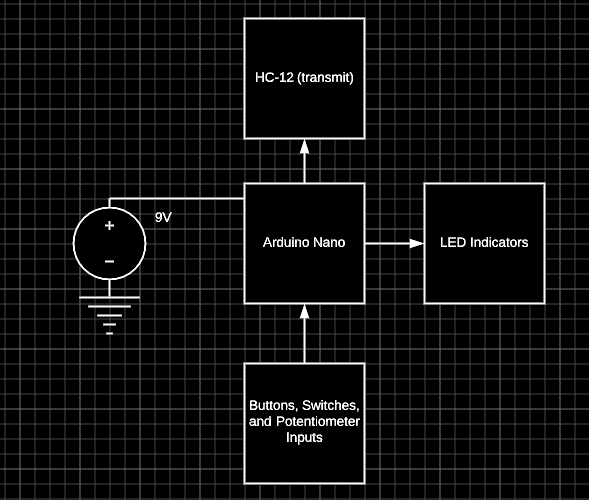 HC-12 (transmit)
9V
Arduino Nano
LED Indicators
Buttons, Switches,
and Potentiometer
Inputs